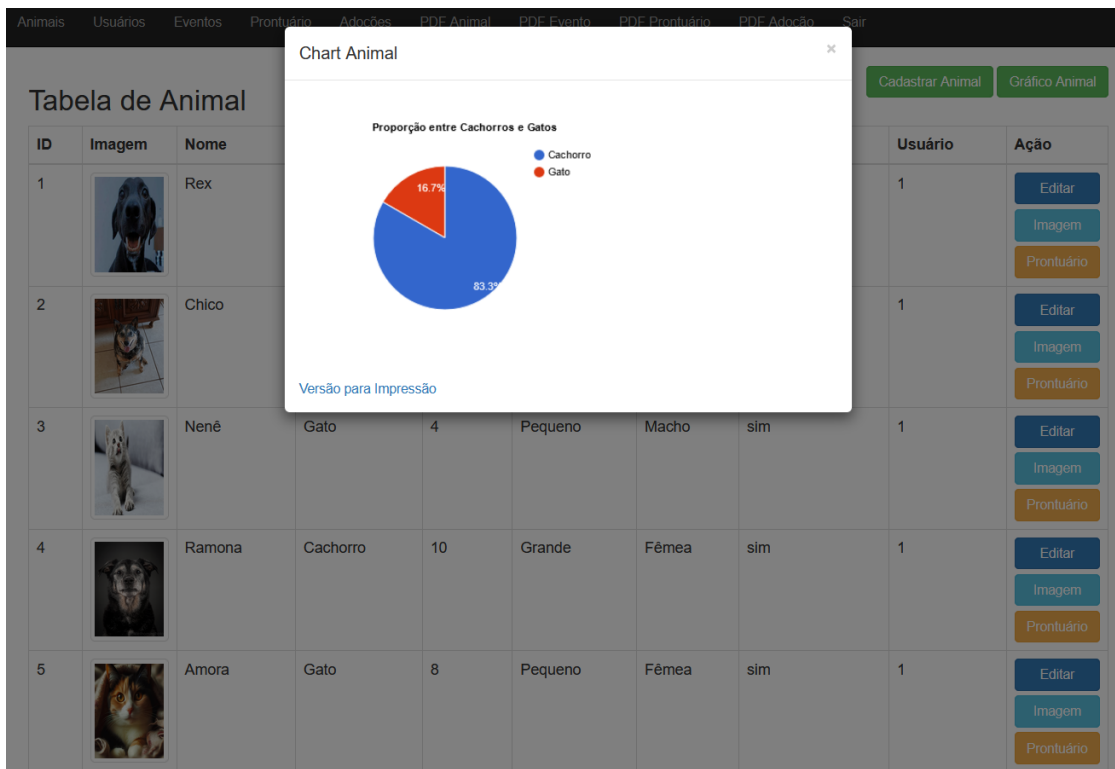 Animais Usuários Eventos Prontuário Adoções PDF Animal PDF Evento PDF Prontuário PDF Adoção Sair
Chart Animal ×
Cadastrar Animal Gráfico Animal
Tabela de Animal
Proporção entre Cachorros e Gatos
Cachorro
Gato
16.7%
83.3%
Versão para Impressão
ID Imagem Nome Usuário Ação
1 Rex 1 Editar
Imagem
Prontuário
2 Chico 1 Editar
Imagem
Prontuário
3 Nenê Gato 4 Pequeno Macho sim 1 Editar
Imagem
Prontuário
4 Ramona Cachorro 10 Grande Fêmea sim 1 Editar
Imagem
Prontuário
5 Amora Gato 8 Pequeno Fêmea sim 1 Editar
Imagem
Prontuário